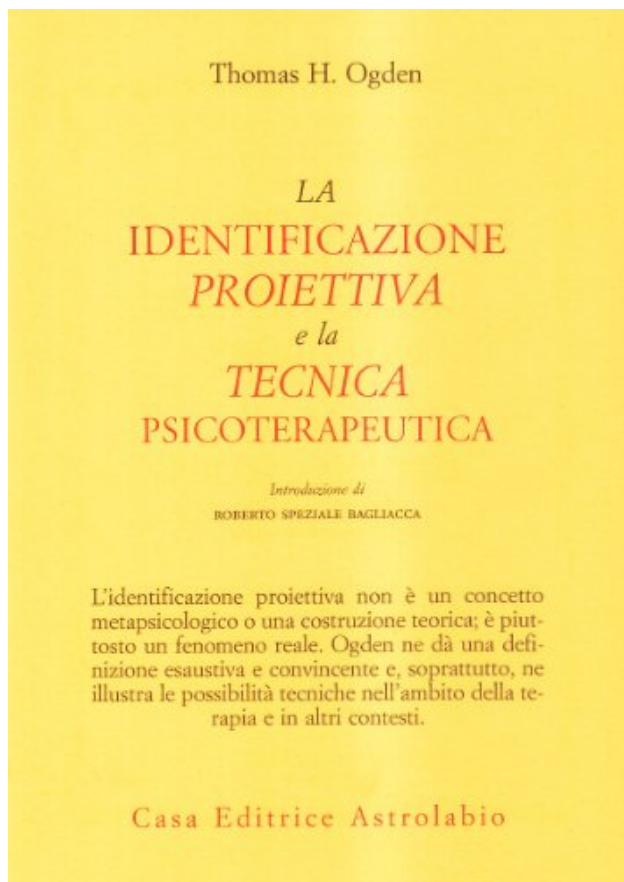 Thomas H. Ogden
LA
IDENTIFICAZIONE
PROIETTIVA
e la
TECNICA
PSICOTERAPEUTICA
Introduzione di
ROBERTO SPEZIALE BAGLIACCA
L'identificazione proiettiva non è un concetto
metapsicologico o una costruzione teorica; è piut-
tosto un fenomeno reale. Ogden ne dà una defi-
nizione esaustiva e convincente e, soprattutto, ne
illustra le possibilità tecniche nell'ambito della te-
rapia e in altri contesti.
Casa Editrice Astrolabio